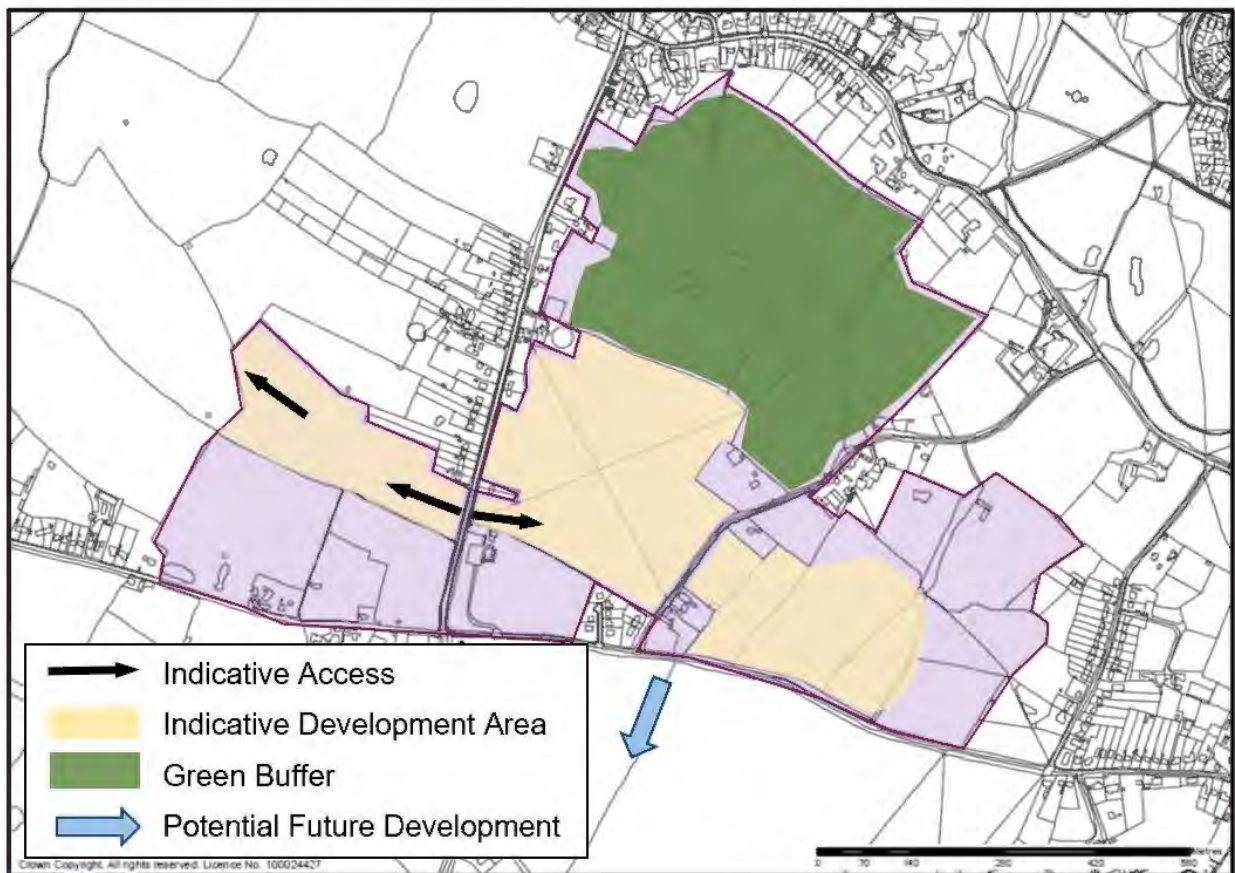 Indicative Access
Indicative Development Area
Green Buffer
Potential Future Development
Crown Copyright. All rights reserved. License No. 100024427
Metres
0 70 140 280 420 560